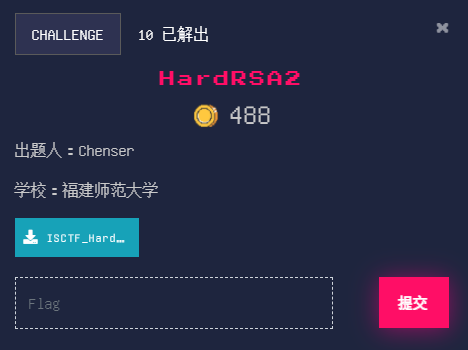 CHALLENGE 10 已解出 ×
HardRSA2
488
出题人：Chenser
学校：福建师范大学
ISCTF_Hard…
Flag 提交